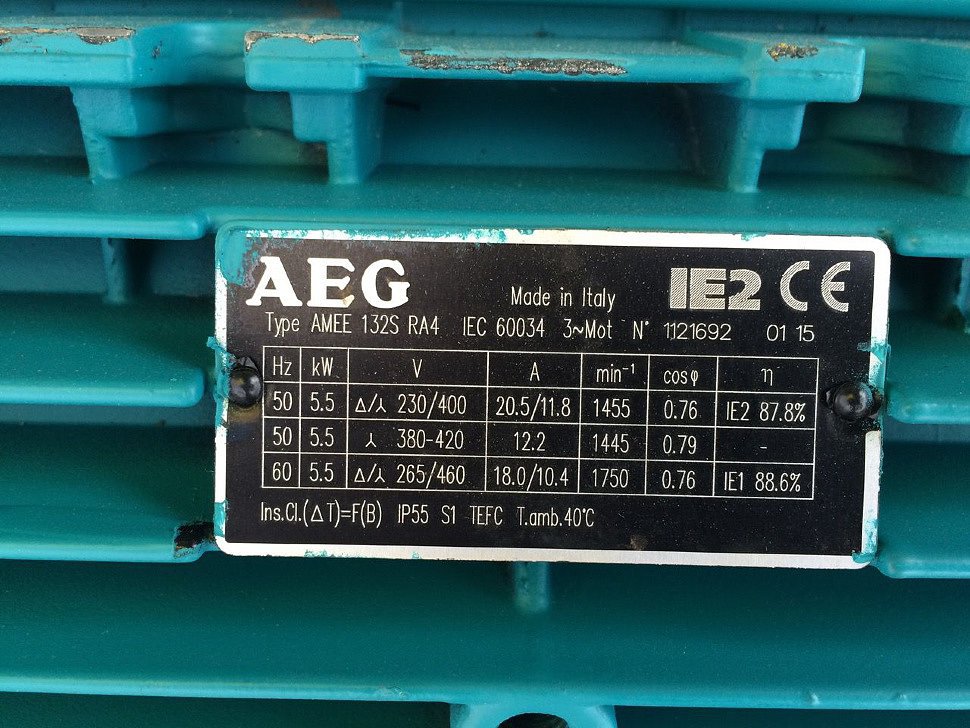 AEG Made in Italy IE2 CE
Type AMEE 132S RA4 IEC 60034 3~Mot N° 1121692 01 15
Hz kW V A min⁻¹ cosφ η
50 5.5 Δ/⅄ 230/400 20.5/11.8 1455 0.76 IE2 87.8%
50 5.5 ⅄ 380-420 12.2 1445 0.79 -
60 5.5 Δ/⅄ 265/460 18.0/10.4 1750 0.76 IE1 88.6%
Ins.Cl.(ΔT)=F(B) IP55 S1 TEFC T.amb.40°C